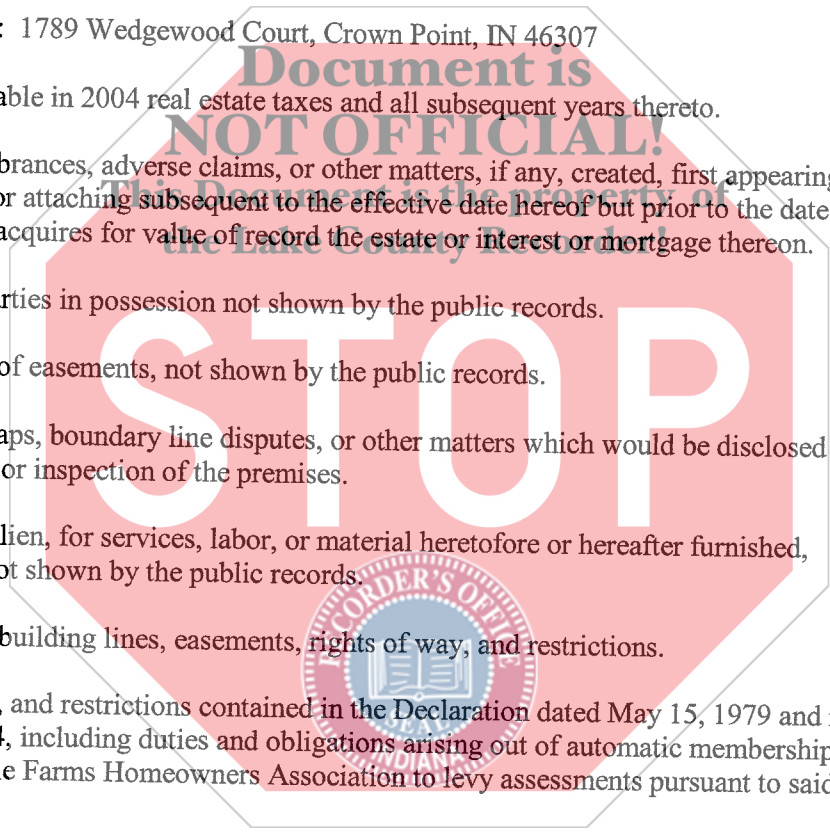 : 1789 Wedgewood Court, Crown Point, IN 46307
Document is
able in 2004 real estate taxes and all subsequent years thereto.
NOT OFFICIAL!
brances, adverse claims, or other matters, if any, created, first appearing
This Document is the property of
or attaching subsequent to the effective date hereof but prior to the date
acquires for value of record the estate or interest or mortgage thereon.
the Lake County Recorder!
rties in possession not shown by the public records.
STOP
of easements, not shown by the public records.
aps, boundary line disputes, or other matters which would be disclosed
or inspection of the premises.
lien, for services, labor, or material heretofore or hereafter furnished,
ot shown by the public records.
RECORDER'S OFFICE
building lines, easements, rights of way, and restrictions.
, and restrictions contained in the Declaration dated May 15, 1979 and
4, including duties and obligations arising out of automatic membership
INDIANA
e Farms Homeowners Association to levy assessments pursuant to said